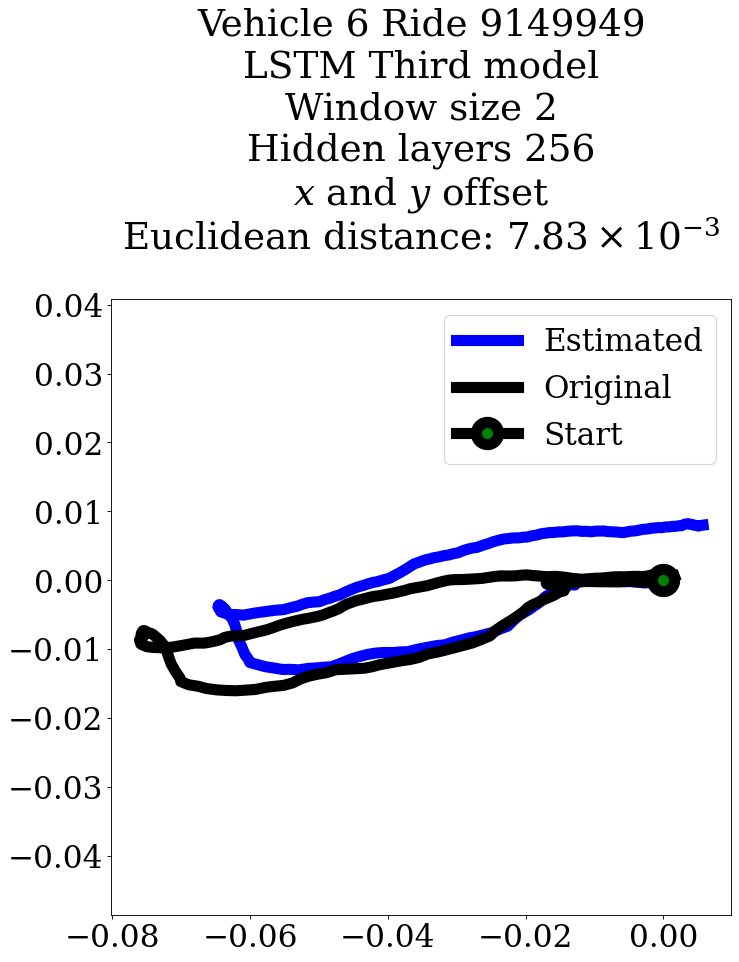 Vehicle 6 Ride 9149949
LSTM Third model
Window size 2
Hidden layers 256
x and y offset
Euclidean distance: 7.83 × 10⁻³
Estimated
Original
Start
0.04
0.03
0.02
0.01
0.00
−0.01
−0.02
−0.03
−0.04
−0.08 −0.06 −0.04 −0.02 0.00